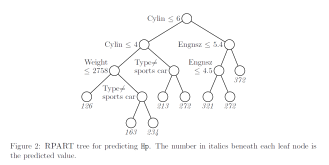 Cylin ≤ 6
Cylin ≤ 4
Engnsz ≤ 5.4
Weight
≤ 2758
Type≠
sports car
Engnsz
≤ 4.5
372
Type≠
sports car
126
213
272
321
272
163
234
Figure 2: RPART tree for predicting Hp. The number in italics beneath each leaf node is
the predicted value.